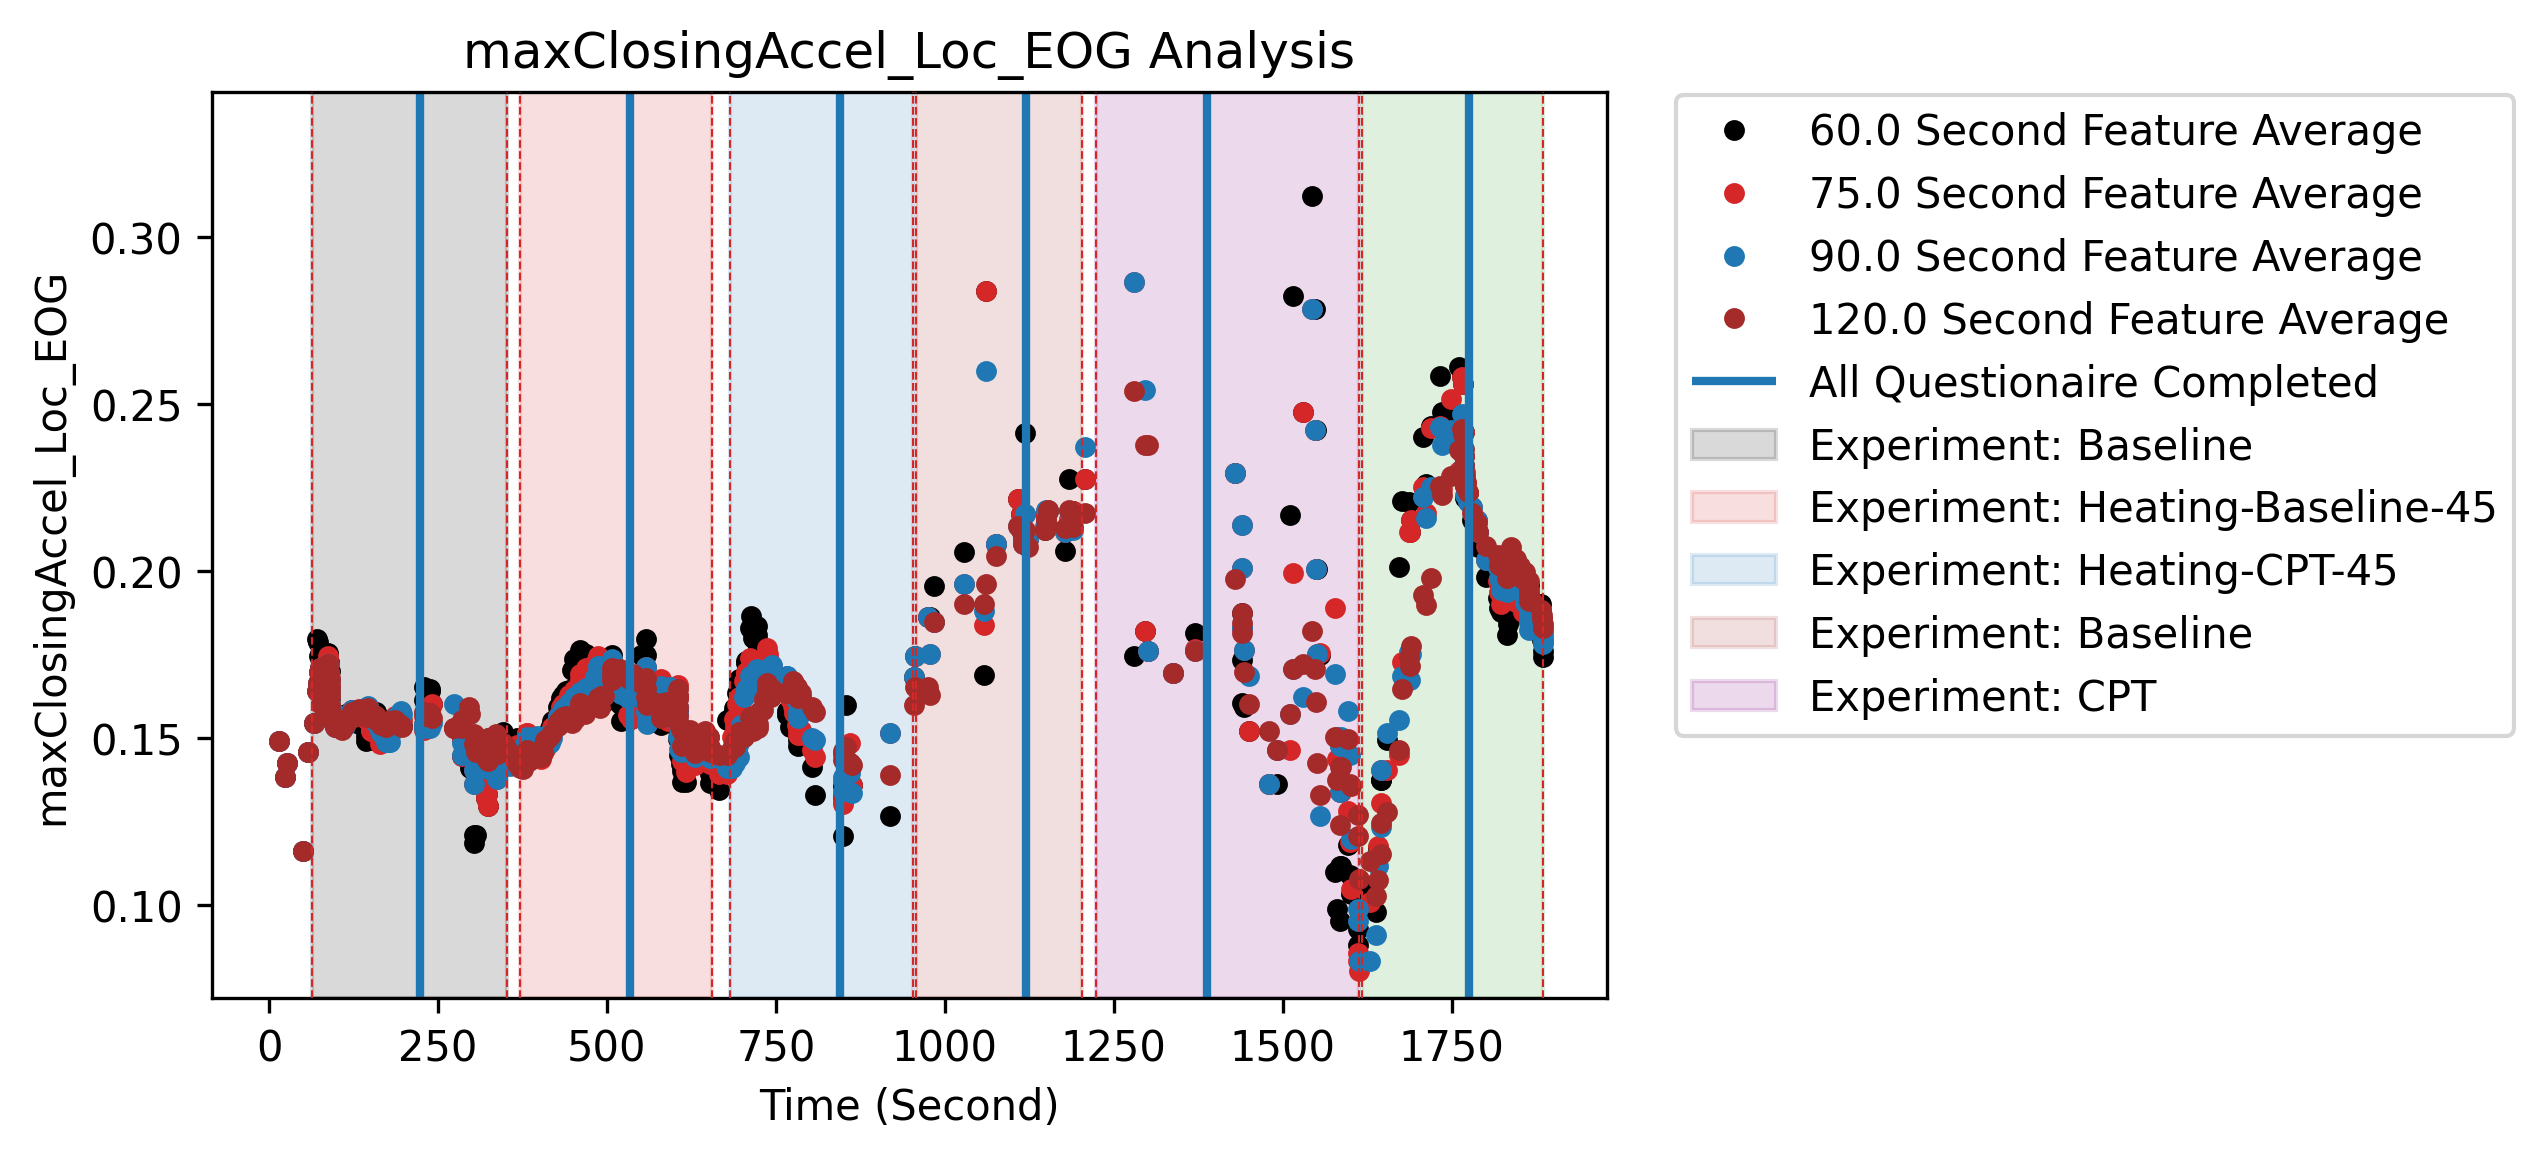 maxClosingAccel_Loc_EOG Analysis
maxClosingAccel_Loc_EOG
0.30
0.25
0.20
0.15
0.10
0 250 500 750 1000 1250 1500 1750
Time (Second)
60.0 Second Feature Average
75.0 Second Feature Average
90.0 Second Feature Average
120.0 Second Feature Average
All Questionaire Completed
Experiment: Baseline
Experiment: Heating-Baseline-45
Experiment: Heating-CPT-45
Experiment: Baseline
Experiment: CPT